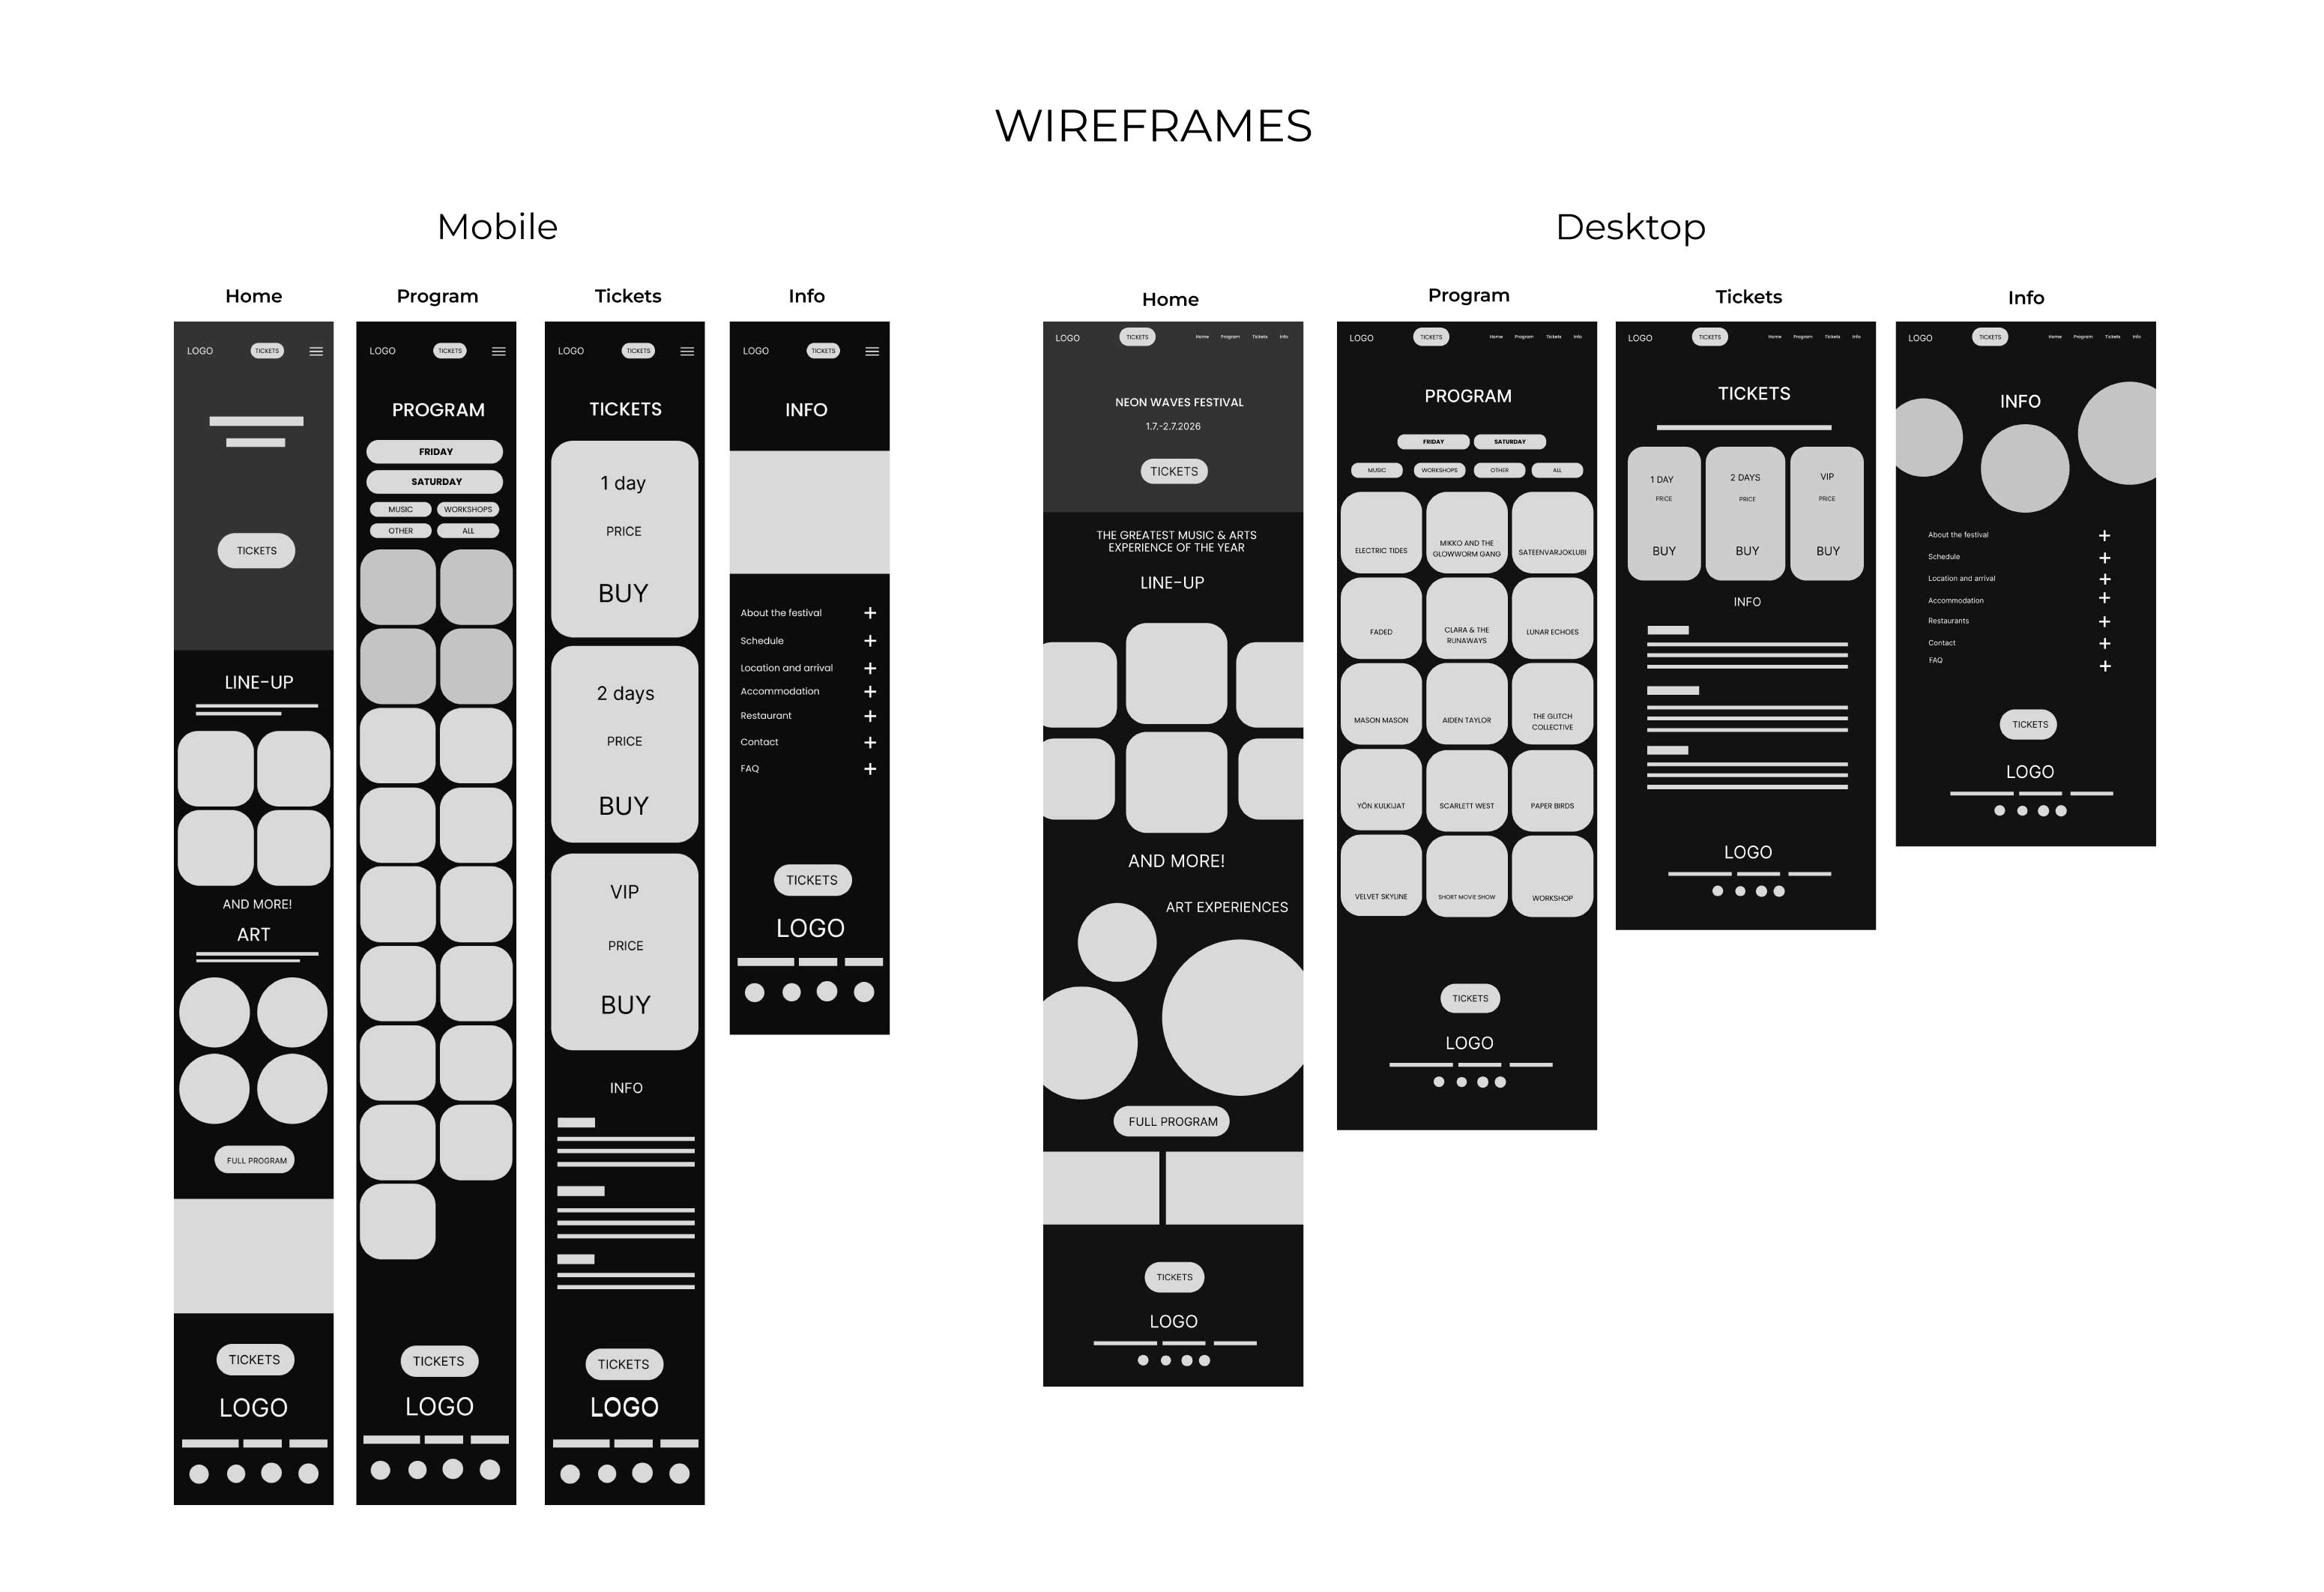 WIREFRAMES
Mobile
Home
LOGO
TICKETS
TICKETS
LINE-UP
AND MORE!
ART
FULL PROGRAM
TICKETS
LOGO
Program
LOGO
TICKETS
PROGRAM
FRIDAY
SATURDAY
MUSIC
WORKSHOPS
OTHER
ALL
TICKETS
LOGO
Tickets
LOGO
TICKETS
TICKETS
1 day
PRICE
BUY
2 days
PRICE
BUY
VIP
PRICE
BUY
INFO
TICKETS
LOGO
Info
LOGO
TICKETS
INFO
About the festival
Schedule
Location and arrival
Accommodation
Restaurant
Contact
FAQ
TICKETS
LOGO
Desktop
Home
LOGO
TICKETS
Home Program Tickets Info
NEON WAVES FESTIVAL
1.7.-2.7.2026
TICKETS
THE GREATEST MUSIC & ARTS
EXPERIENCE OF THE YEAR
LINE-UP
AND MORE!
ART EXPERIENCES
FULL PROGRAM
TICKETS
LOGO
Program
LOGO
TICKETS
Home Program Tickets Info
PROGRAM
FRIDAY
SATURDAY
MUSIC
WORKSHOPS
OTHER
ALL
ELECTRIC TIDES
MIKKO AND THE
GLOWWORM GANG
SATEENVARJOKLUBI
FADED
CLARA & THE
RUNAWAYS
LUNAR ECHOES
MASON MASON
AIDEN TAYLOR
THE GLITCH
COLLECTIVE
YÖN KULKIJAT
SCARLETT WEST
PAPER BIRDS
VELVET SKYLINE
SHORT MOVIE SHOW
WORKSHOP
TICKETS
LOGO
Tickets
LOGO
TICKETS
Home Program Tickets Info
TICKETS
1 DAY
PRICE
BUY
2 DAYS
PRICE
BUY
VIP
PRICE
BUY
INFO
LOGO
Info
LOGO
TICKETS
Home Program Tickets Info
INFO
About the festival
Schedule
Location and arrival
Accommodation
Restaurants
Contact
FAQ
TICKETS
LOGO